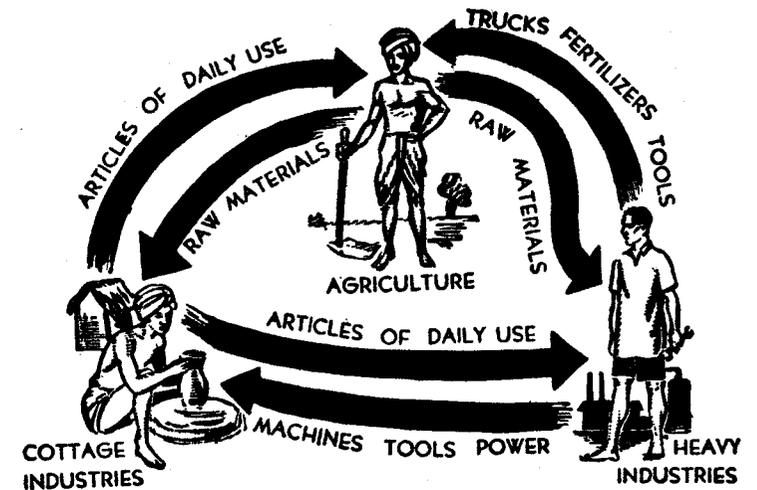 TRUCKS FERTILIZERS TOOLS
ARTICLES OF DAILY USE
RAW MATERIALS
RAW MATERIALS
AGRICULTURE
ARTICLES OF DAILY USE
MACHINES TOOLS POWER
COTTAGE
INDUSTRIES
HEAVY
INDUSTRIES